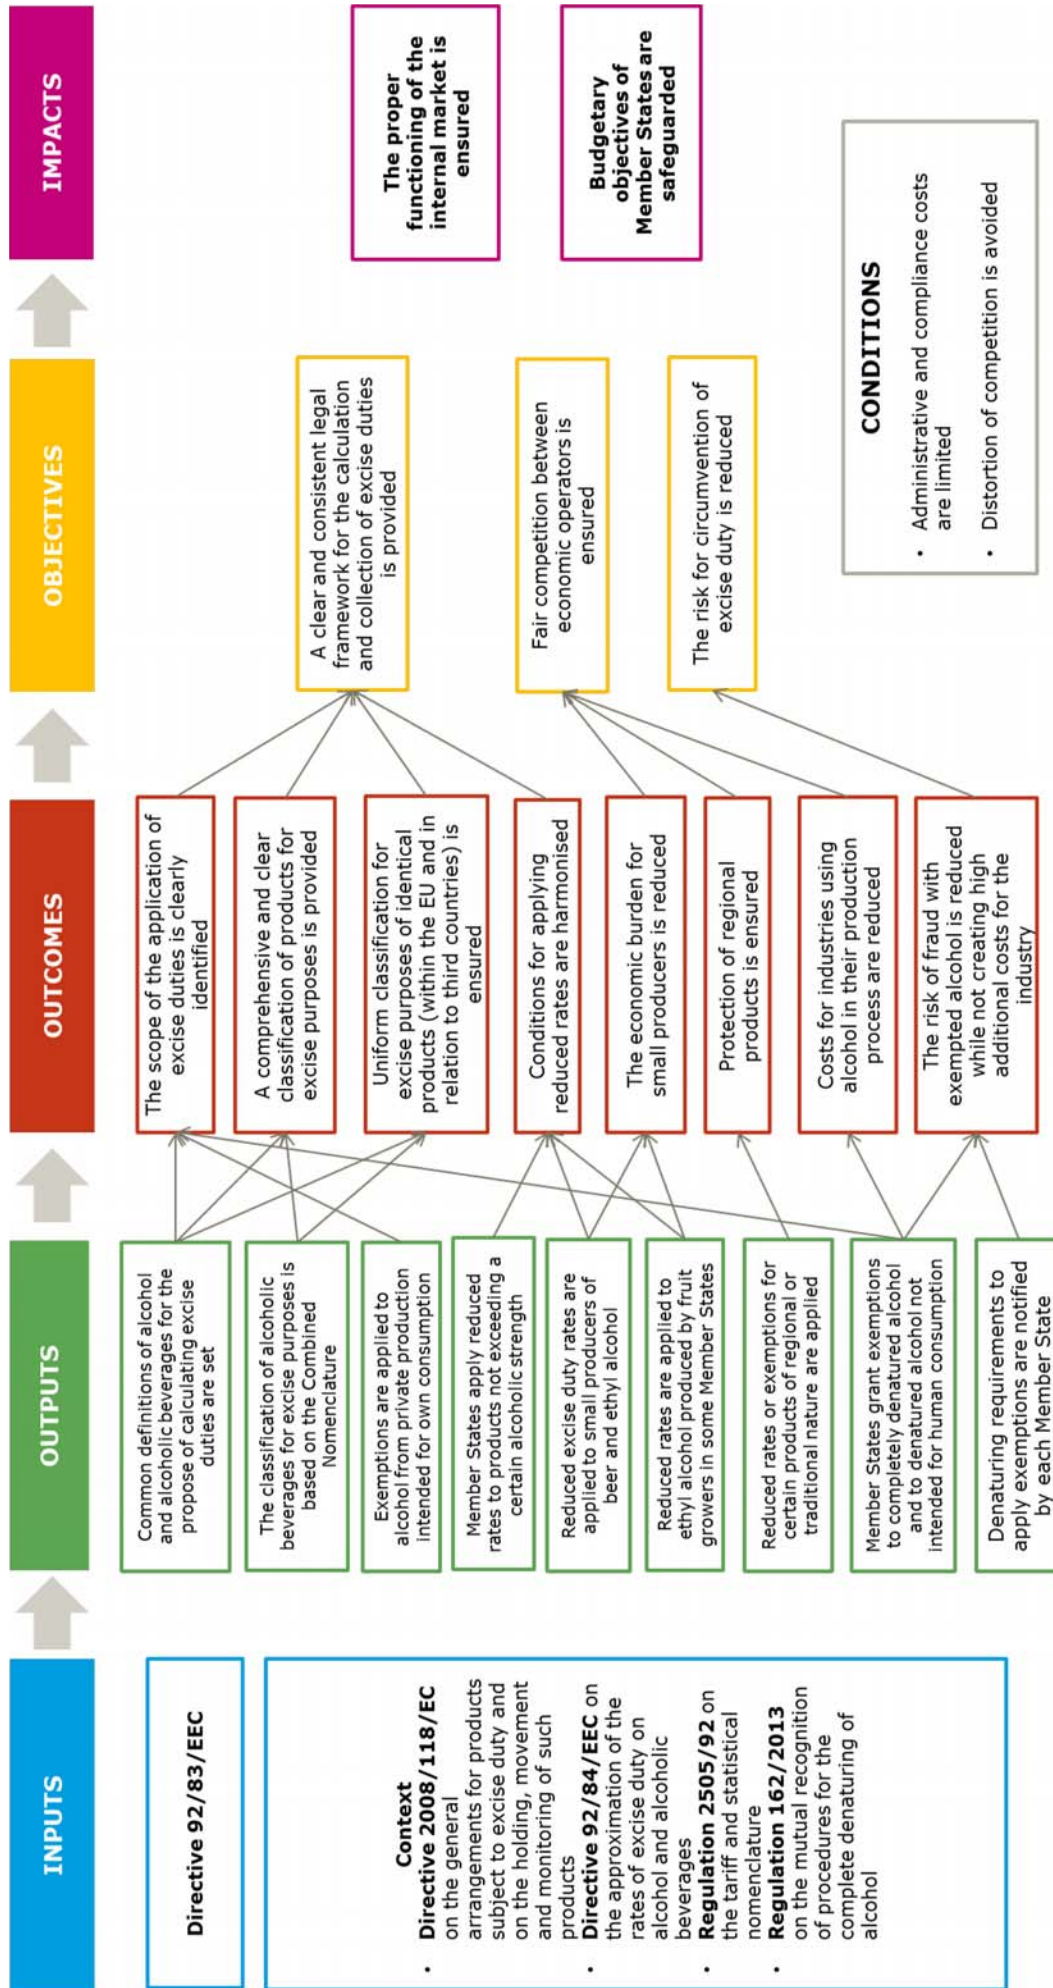 INPUTS
Directive 92/83/EEC
Context
• Directive 2008/118/EC
on the general
arrangements for products
subject to excise duty and
on the holding, movement
and monitoring of such
products
• Directive 92/84/EEC on
the approximation of the
rates of excise duty on
alcohol and alcoholic
beverages
• Regulation 2505/92 on
the tariff and statistical
nomenclature
• Regulation 162/2013
on the mutual recognition
of procedures for the
complete denaturing of
alcohol
OUTPUTS
Common definitions of alcohol
and alcoholic beverages for the
propose of calculating excise
duties are set
The classification of alcoholic
beverages for excise purposes is
based on the Combined
Nomenclature
Exemptions are applied to
alcohol from private production
intended for own consumption
Member States apply reduced
rates to products not exceeding a
certain alcoholic strength
Reduced excise duty rates are
applied to small producers of
beer and ethyl alcohol
Reduced rates are applied to
ethyl alcohol produced by fruit
growers in some Member States
Reduced rates or exemptions for
certain products of regional or
traditional nature are applied
Member States grant exemptions
to completely denatured alcohol
and to denatured alcohol not
intended for human consumption
Denaturing requirements to
apply exemptions are notified
by each Member State
OUTCOMES
The scope of the application of
excise duties is clearly
identified
A comprehensive and clear
classification of products for
excise purposes is provided
Uniform classification for
excise purposes of identical
products (within the EU and in
relation to third countries) is
ensured
Conditions for applying
reduced rates are harmonised
The economic burden for
small producers is reduced
Protection of regional
products is ensured
Costs for industries using
alcohol in their production
process are reduced
The risk of fraud with
exempted alcohol is reduced
while not creating high
additional costs for the
industry
OBJECTIVES
A clear and consistent legal
framework for the calculation
and collection of excise duties
is provided
Fair competition between
economic operators is
ensured
The risk for circumvention of
excise duty is reduced
IMPACTS
The proper
functioning of the
internal market is
ensured
Budgetary
objectives of
Member States are
safeguarded
CONDITIONS
• Administrative and compliance costs
are limited
• Distortion of competition is avoided